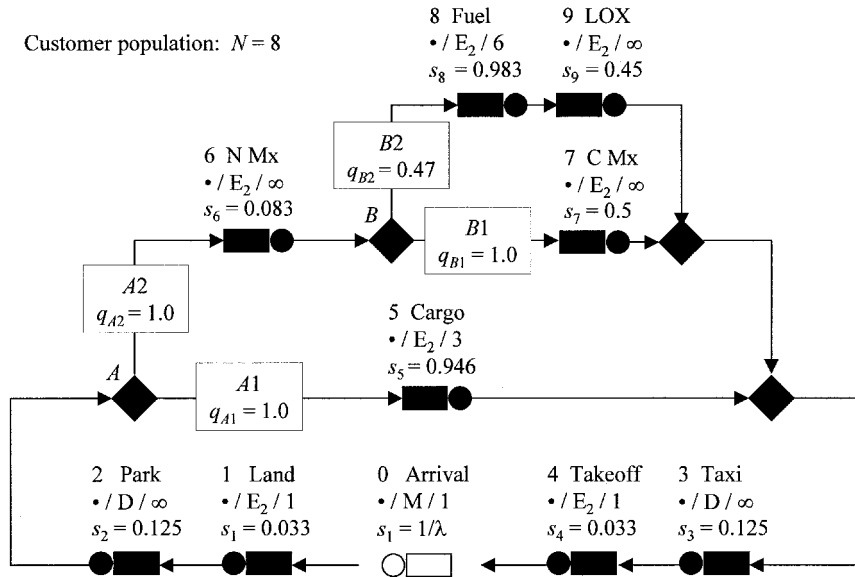 Customer population: N = 8
8 Fuel
• / E₂ / 6
s₈ = 0.983
9 LOX
• / E₂ / ∞
s₉ = 0.45
6 N Mx
• / E₂ / ∞
s₆ = 0.083
B2
q_B2 = 0.47
7 C Mx
• / E₂ / ∞
s₇ = 0.5
B
B1
q_B1 = 1.0
A2
q_A2 = 1.0
5 Cargo
• / E₂ / 3
s₅ = 0.946
A
A1
q_A1 = 1.0
2 Park
• / D / ∞
s₂ = 0.125
1 Land
• / E₂ / 1
s₁ = 0.033
0 Arrival
• / M / 1
s₁ = 1/λ
4 Takeoff
• / E₂ / 1
s₄ = 0.033
3 Taxi
• / D / ∞
s₃ = 0.125